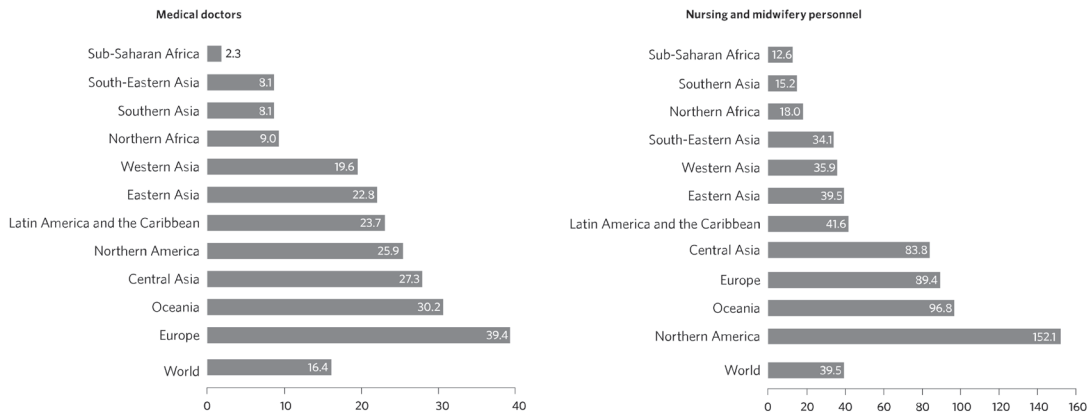 Medical doctors
Sub-Saharan Africa 2.3
South-Eastern Asia 8.1
Southern Asia 8.1
Northern Africa 9.0
Western Asia 19.6
Eastern Asia 22.8
Latin America and the Caribbean 23.7
Northern America 25.9
Central Asia 27.3
Oceania 30.2
Europe 39.4
World 16.4
0 10 20 30 40
Nursing and midwifery personnel
Sub-Saharan Africa 12.6
Southern Asia 15.2
Northern Africa 18.0
South-Eastern Asia 34.1
Western Asia 35.9
Eastern Asia 39.5
Latin America and the Caribbean 41.6
Central Asia 83.8
Europe 89.4
Oceania 96.8
Northern America 152.1
World 39.5
0 20 40 60 80 100 120 140 160